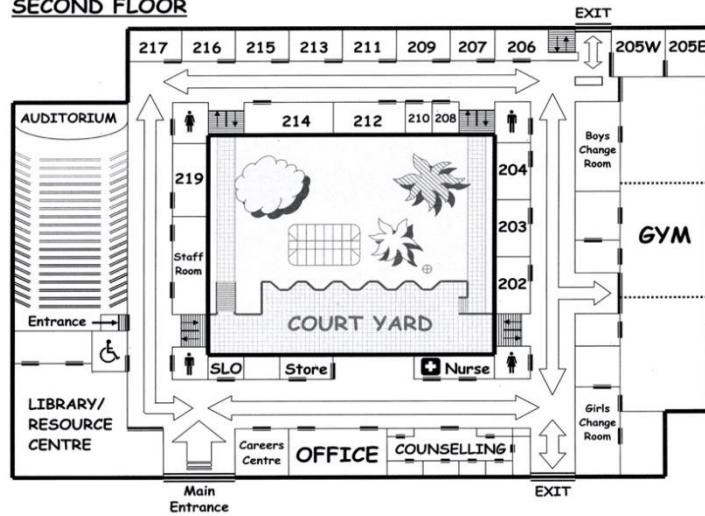 SECOND FLOOR
EXIT
217 216 215 213 211 209 207 206 205W 205E
AUDITORIUM
214 212 210 208
Boys
Change
Room
219 204
GYM
203
Staff
Room
202
Entrance
COURT YARD
SLO Store Nurse
LIBRARY/
RESOURCE
CENTRE
Girls
Change
Room
Careers
Centre
OFFICE
COUNSELLING
Main
Entrance
EXIT